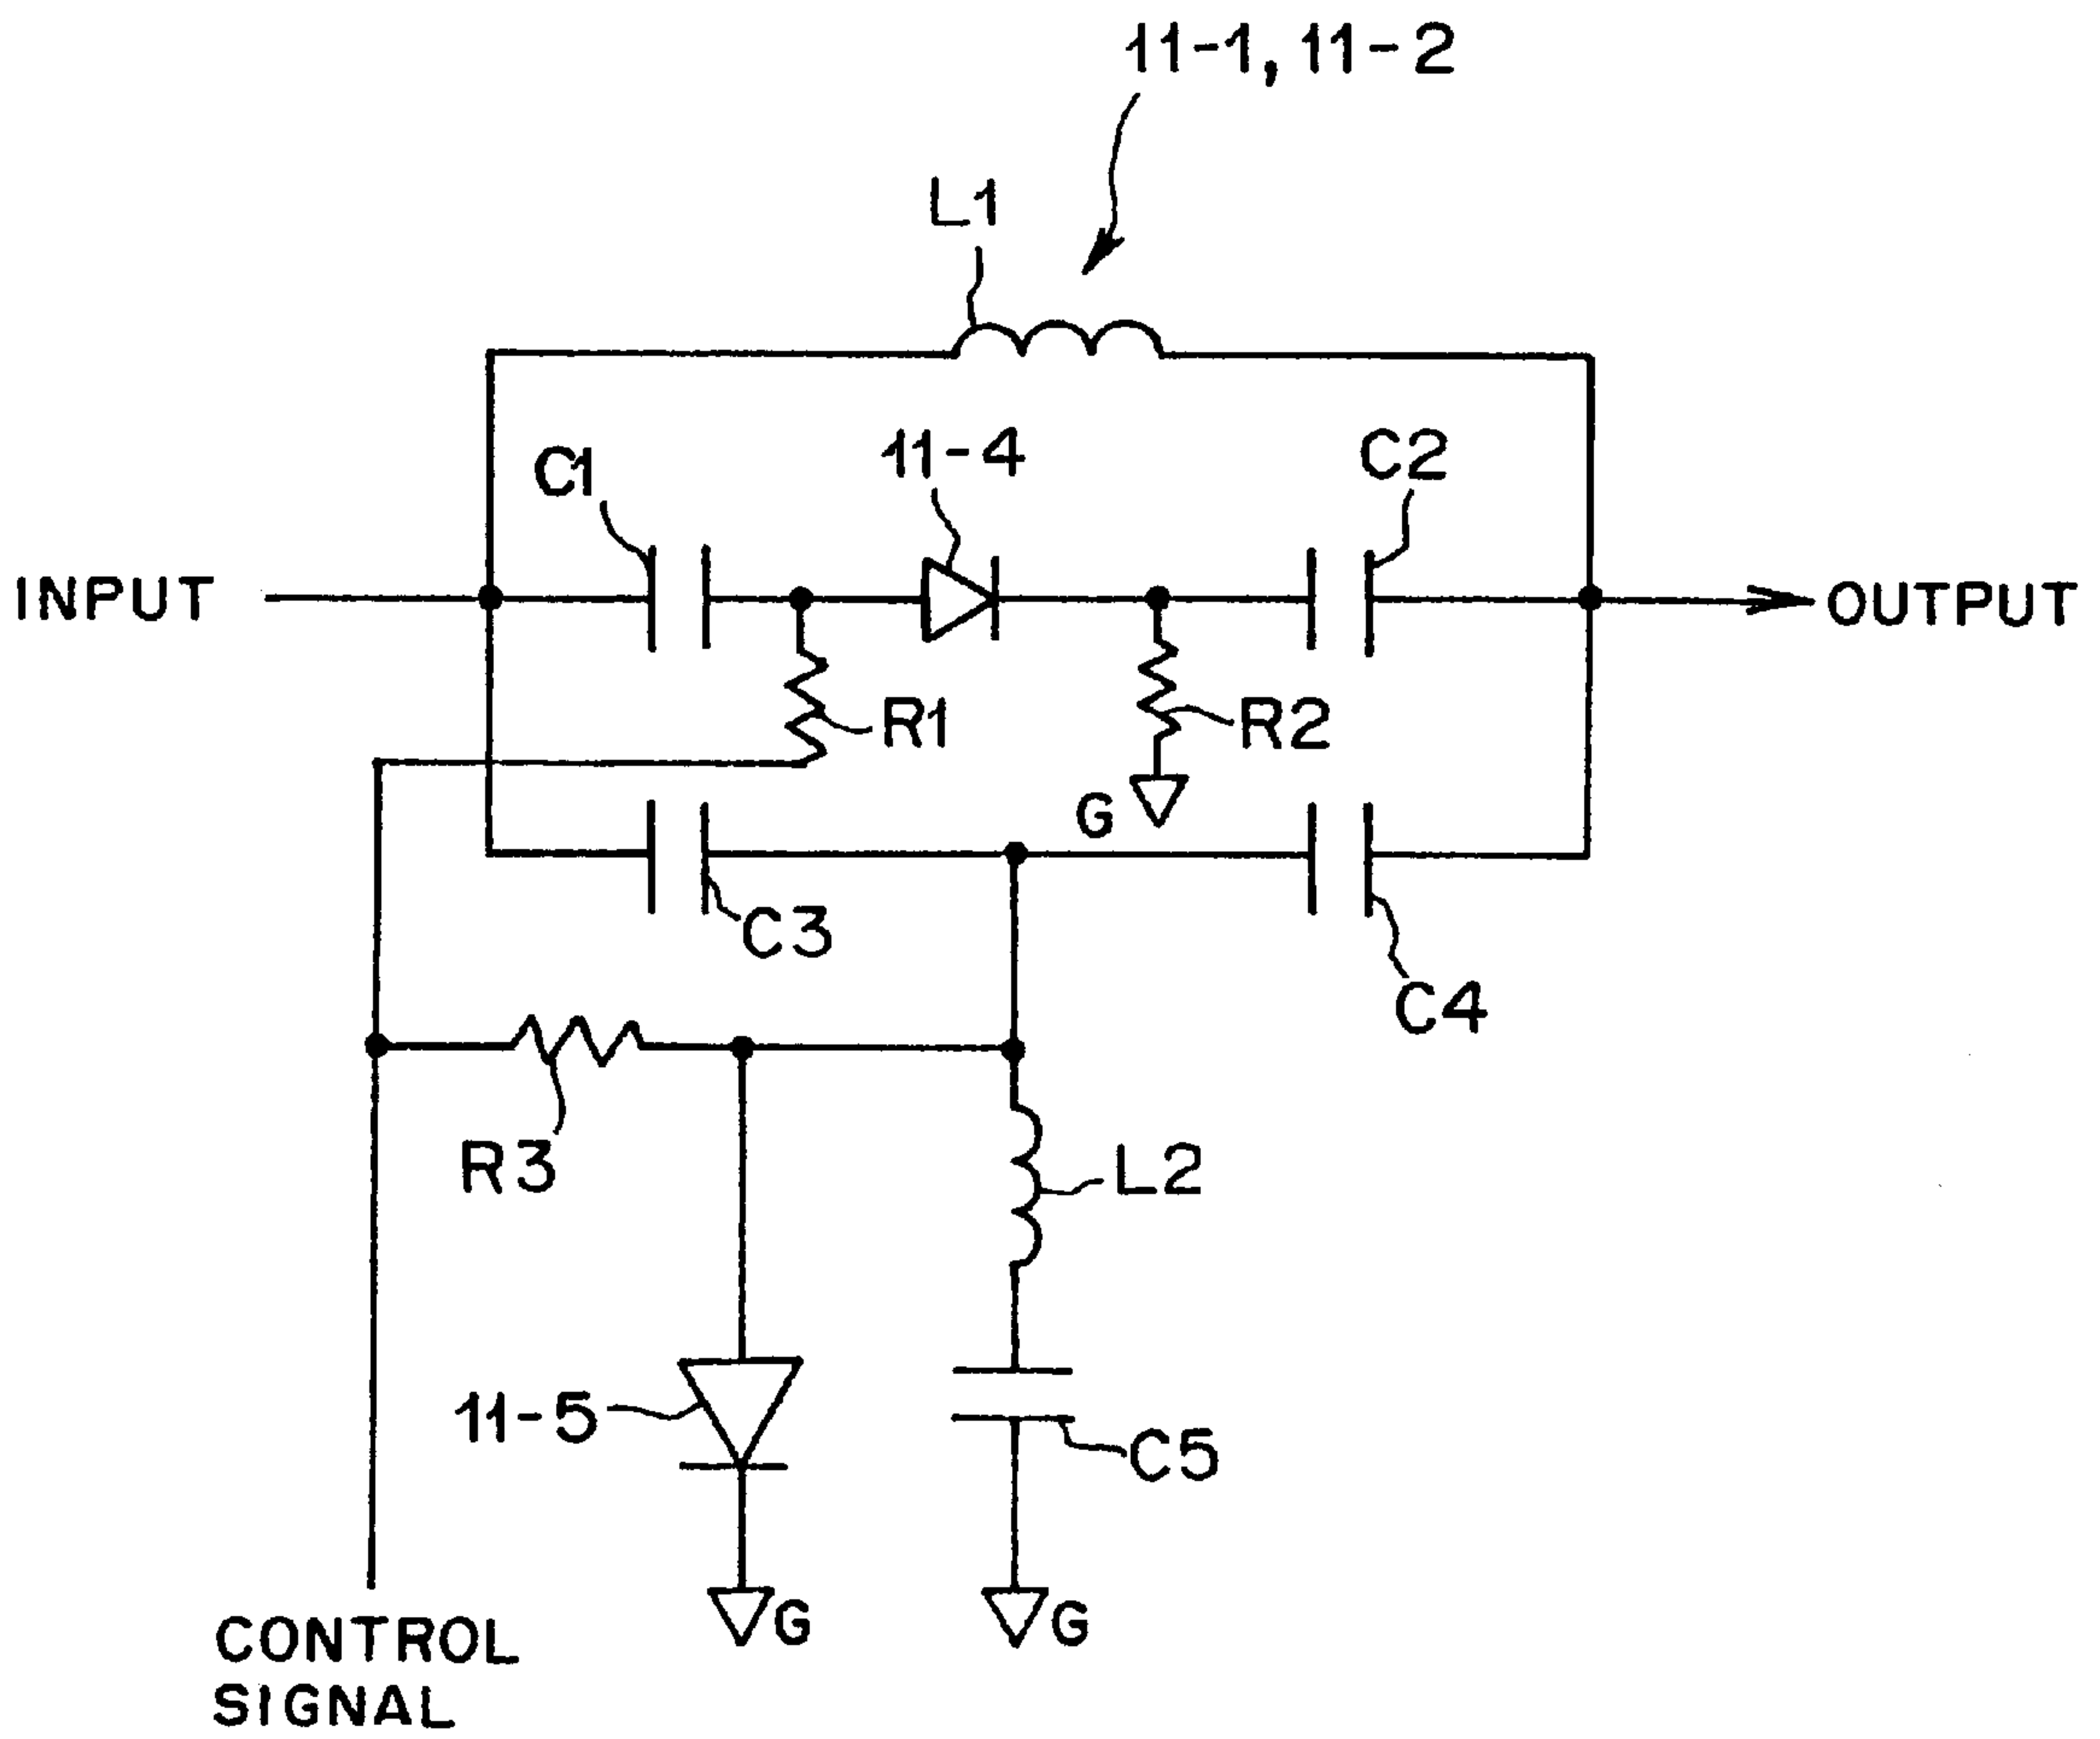 11-1, 11-2
L1
C1
11-4
C2
INPUT
OUTPUT
R1
R2
G
C3
C4
R3
L2
11-5
C5
G
G
CONTROL
SIGNAL